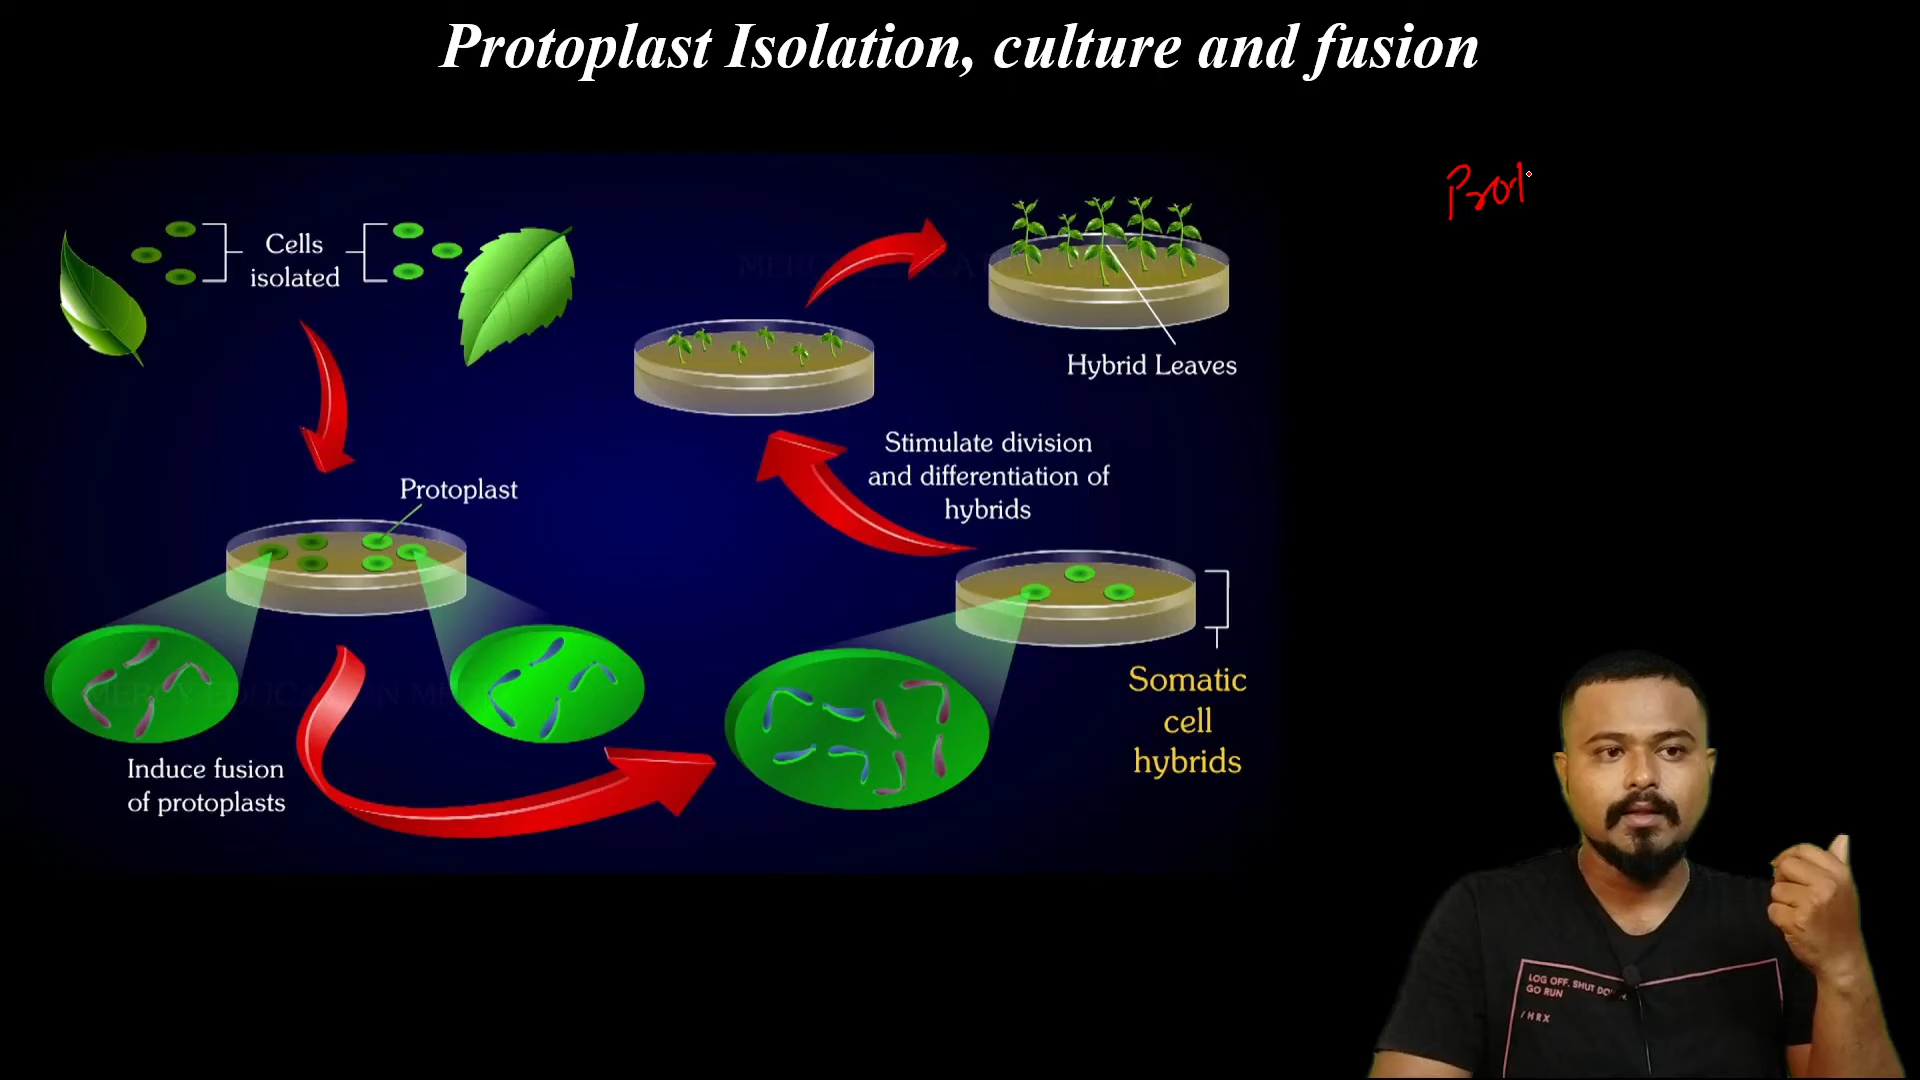 Protoplast Isolation, culture and fusion
Prot
Cells
isolated
Hybrid Leaves
Stimulate division
and differentiation of
hybrids
Protoplast
Somatic
cell
hybrids
Induce fusion
of protoplasts
LOG OFF. SHUT
GO RUN
/HRX